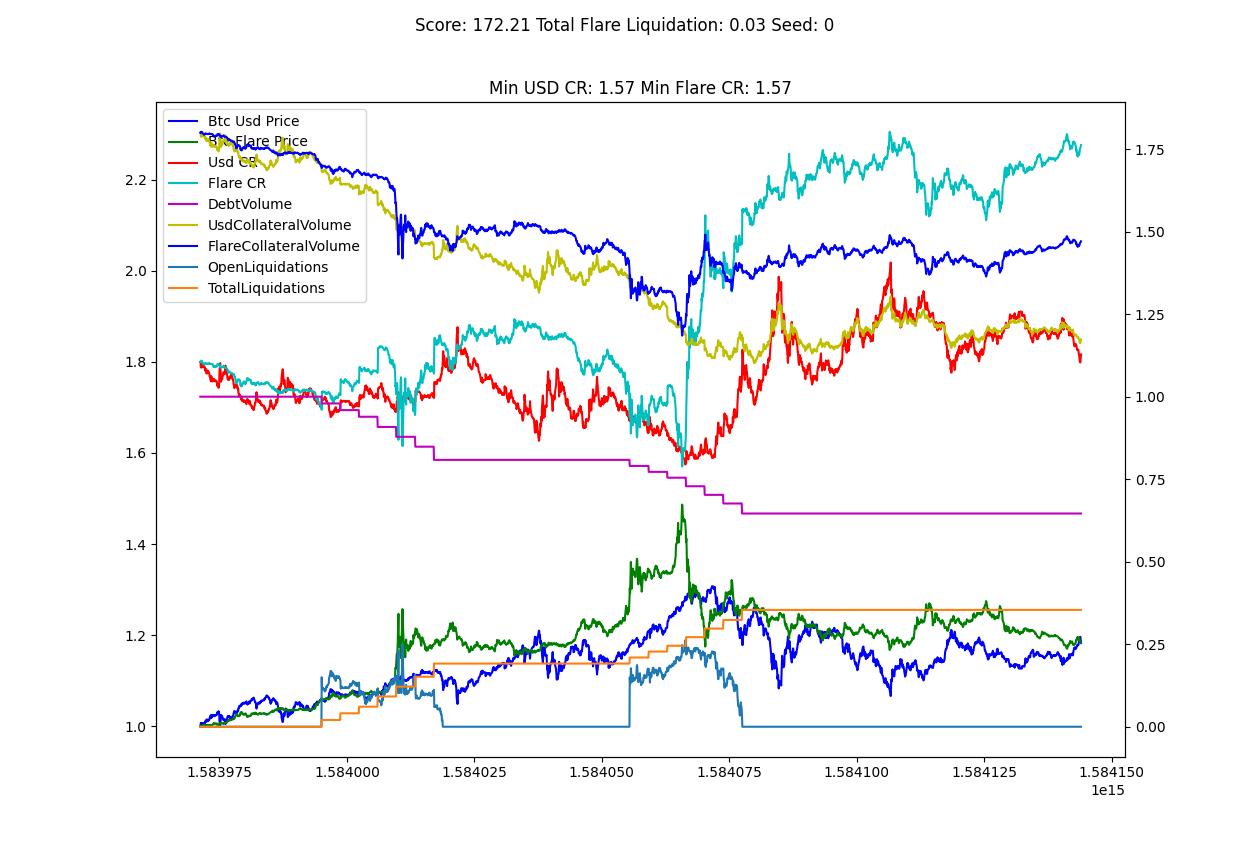 Score: 172.21 Total Flare Liquidation: 0.03 Seed: 0
Min USD CR: 1.57 Min Flare CR: 1.57
Btc Usd Price
Btc Flare Price
Usd CR
Flare CR
DebtVolume
UsdCollateralVolume
FlareCollateralVolume
OpenLiquidations
TotalLiquidations
2.2
2.0
1.8
1.6
1.4
1.2
1.0
1.75
1.50
1.25
1.00
0.75
0.50
0.25
0.00
1.583975 1.584000 1.584025 1.584050 1.584075 1.584100 1.584125 1.584150
1e15